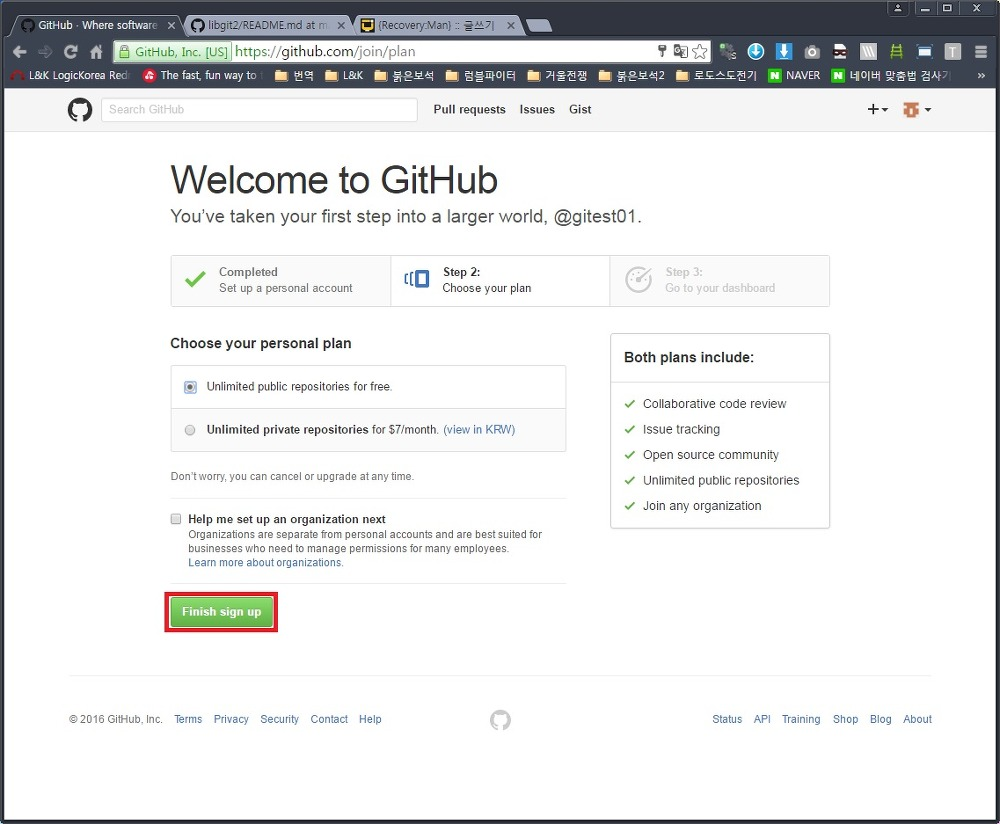 GitHub · Where software
libgit2/README.md at m
{Recovery:Man} :: 글쓰기
GitHub, Inc. [US] https://github.com/join/plan
L&K LogicKorea Redm
The fast, fun way to
번역
L&K
붉은보석
럼블파이터
거울전쟁
붉은보석2
로도스도전기
NAVER
네이버 맞춤법 검사기
»
Search GitHub
Pull requests Issues Gist
Welcome to GitHub
You’ve taken your first step into a larger world, @gitest01.
Completed
Set up a personal account
Step 2:
Choose your plan
Step 3:
Go to your dashboard
Choose your personal plan
Unlimited public repositories for free.
Unlimited private repositories for $7/month. (view in KRW)
Don’t worry, you can cancel or upgrade at any time.
Help me set up an organization next
Organizations are separate from personal accounts and are best suited for
businesses who need to manage permissions for many employees.
Learn more about organizations.
Finish sign up
Both plans include:
Collaborative code review
Issue tracking
Open source community
Unlimited public repositories
Join any organization
© 2016 GitHub, Inc. Terms Privacy Security Contact Help
Status API Training Shop Blog About